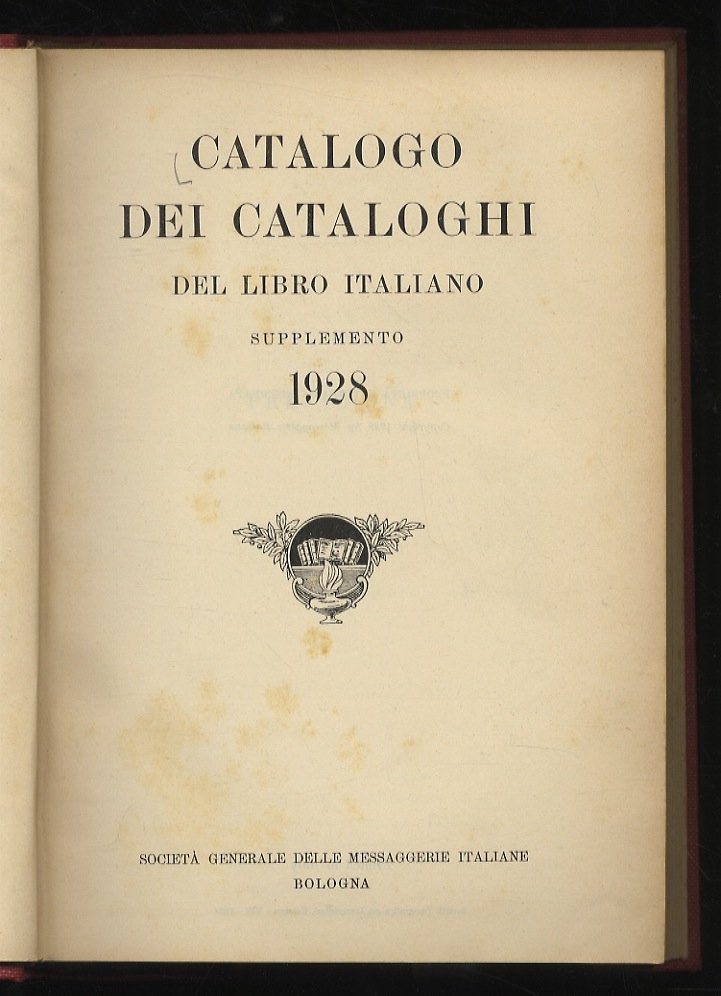 CATALOGO
DEI CATALOGHI
DEL LIBRO ITALIANO
SUPPLEMENTO
1928
SOCIETÀ GENERALE DELLE MESSAGGERIE ITALIANE
BOLOGNA